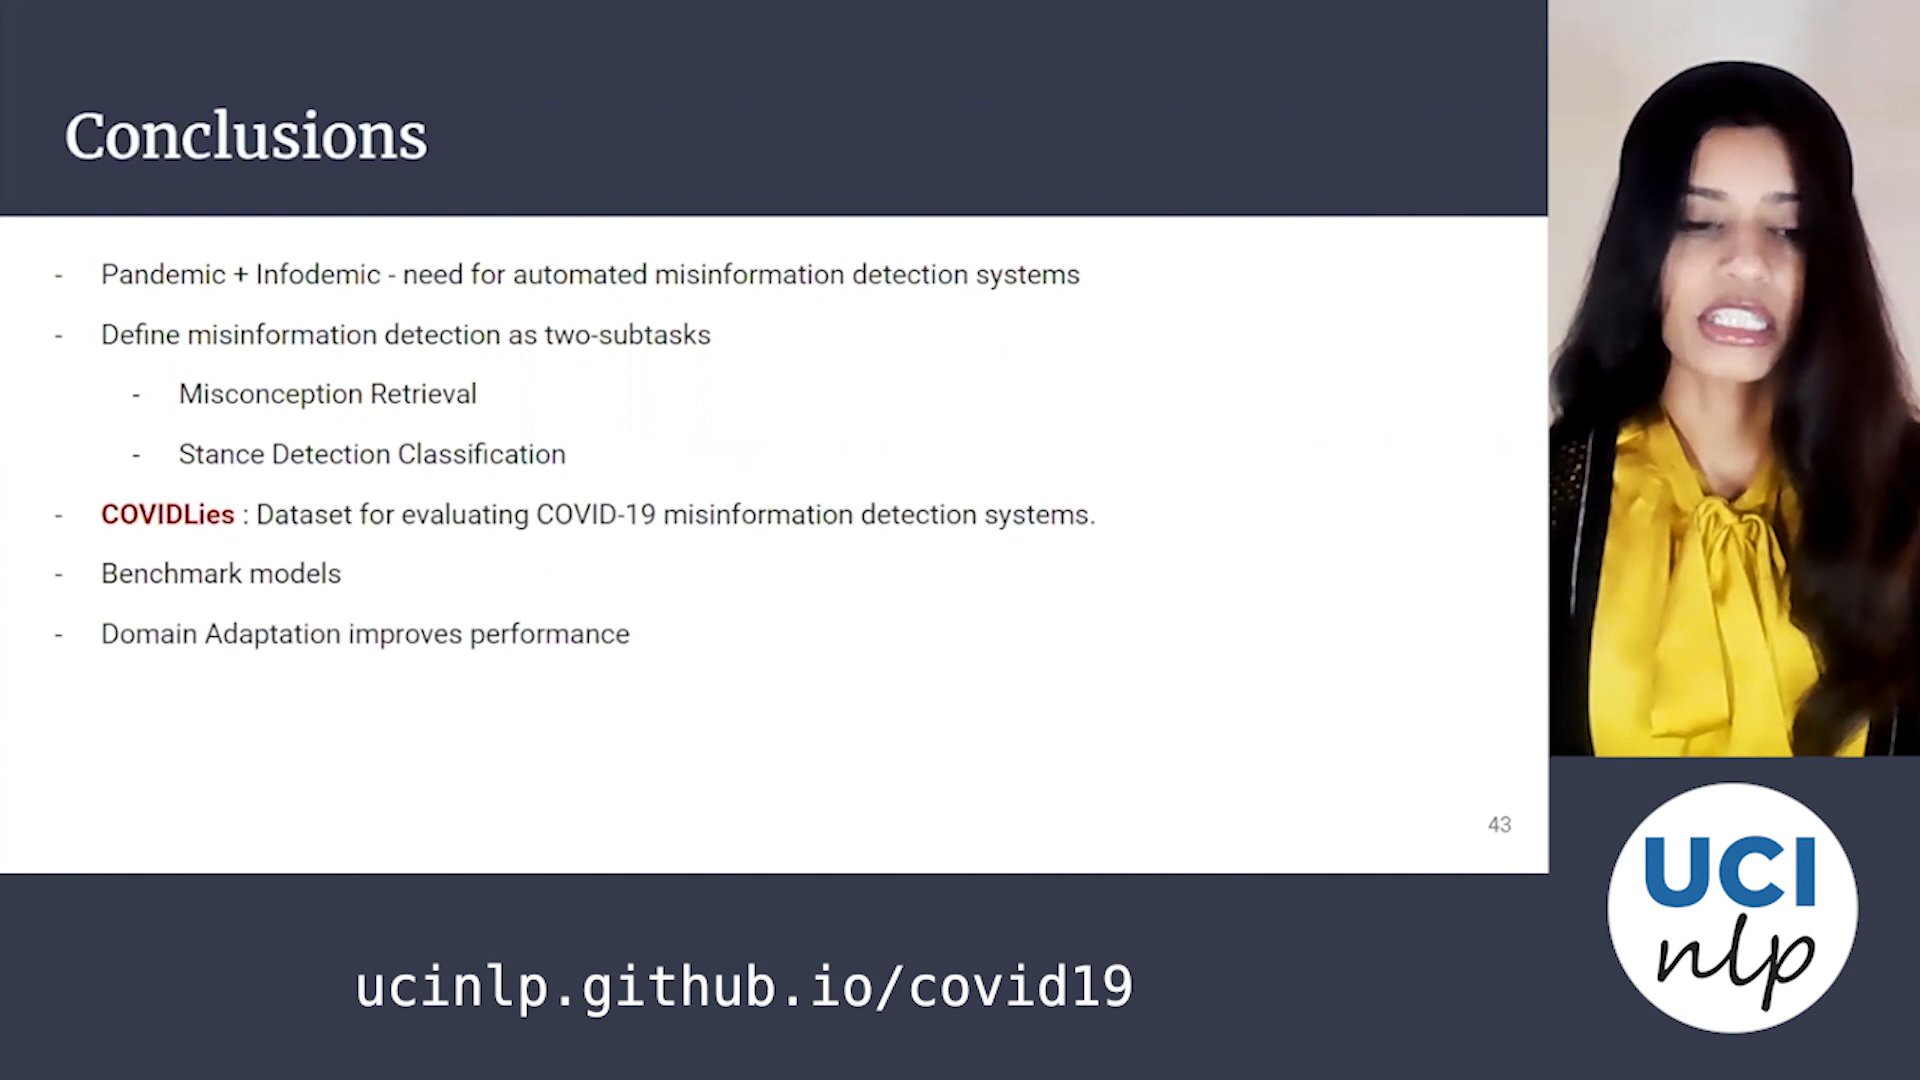 Conclusions
- Pandemic + Infodemic - need for automated misinformation detection systems
- Define misinformation detection as two-subtasks
- Misconception Retrieval
- Stance Detection Classification
- COVIDLies : Dataset for evaluating COVID-19 misinformation detection systems.
- Benchmark models
- Domain Adaptation improves performance
43
UCI
nlp
ucinlp.github.io/covid19